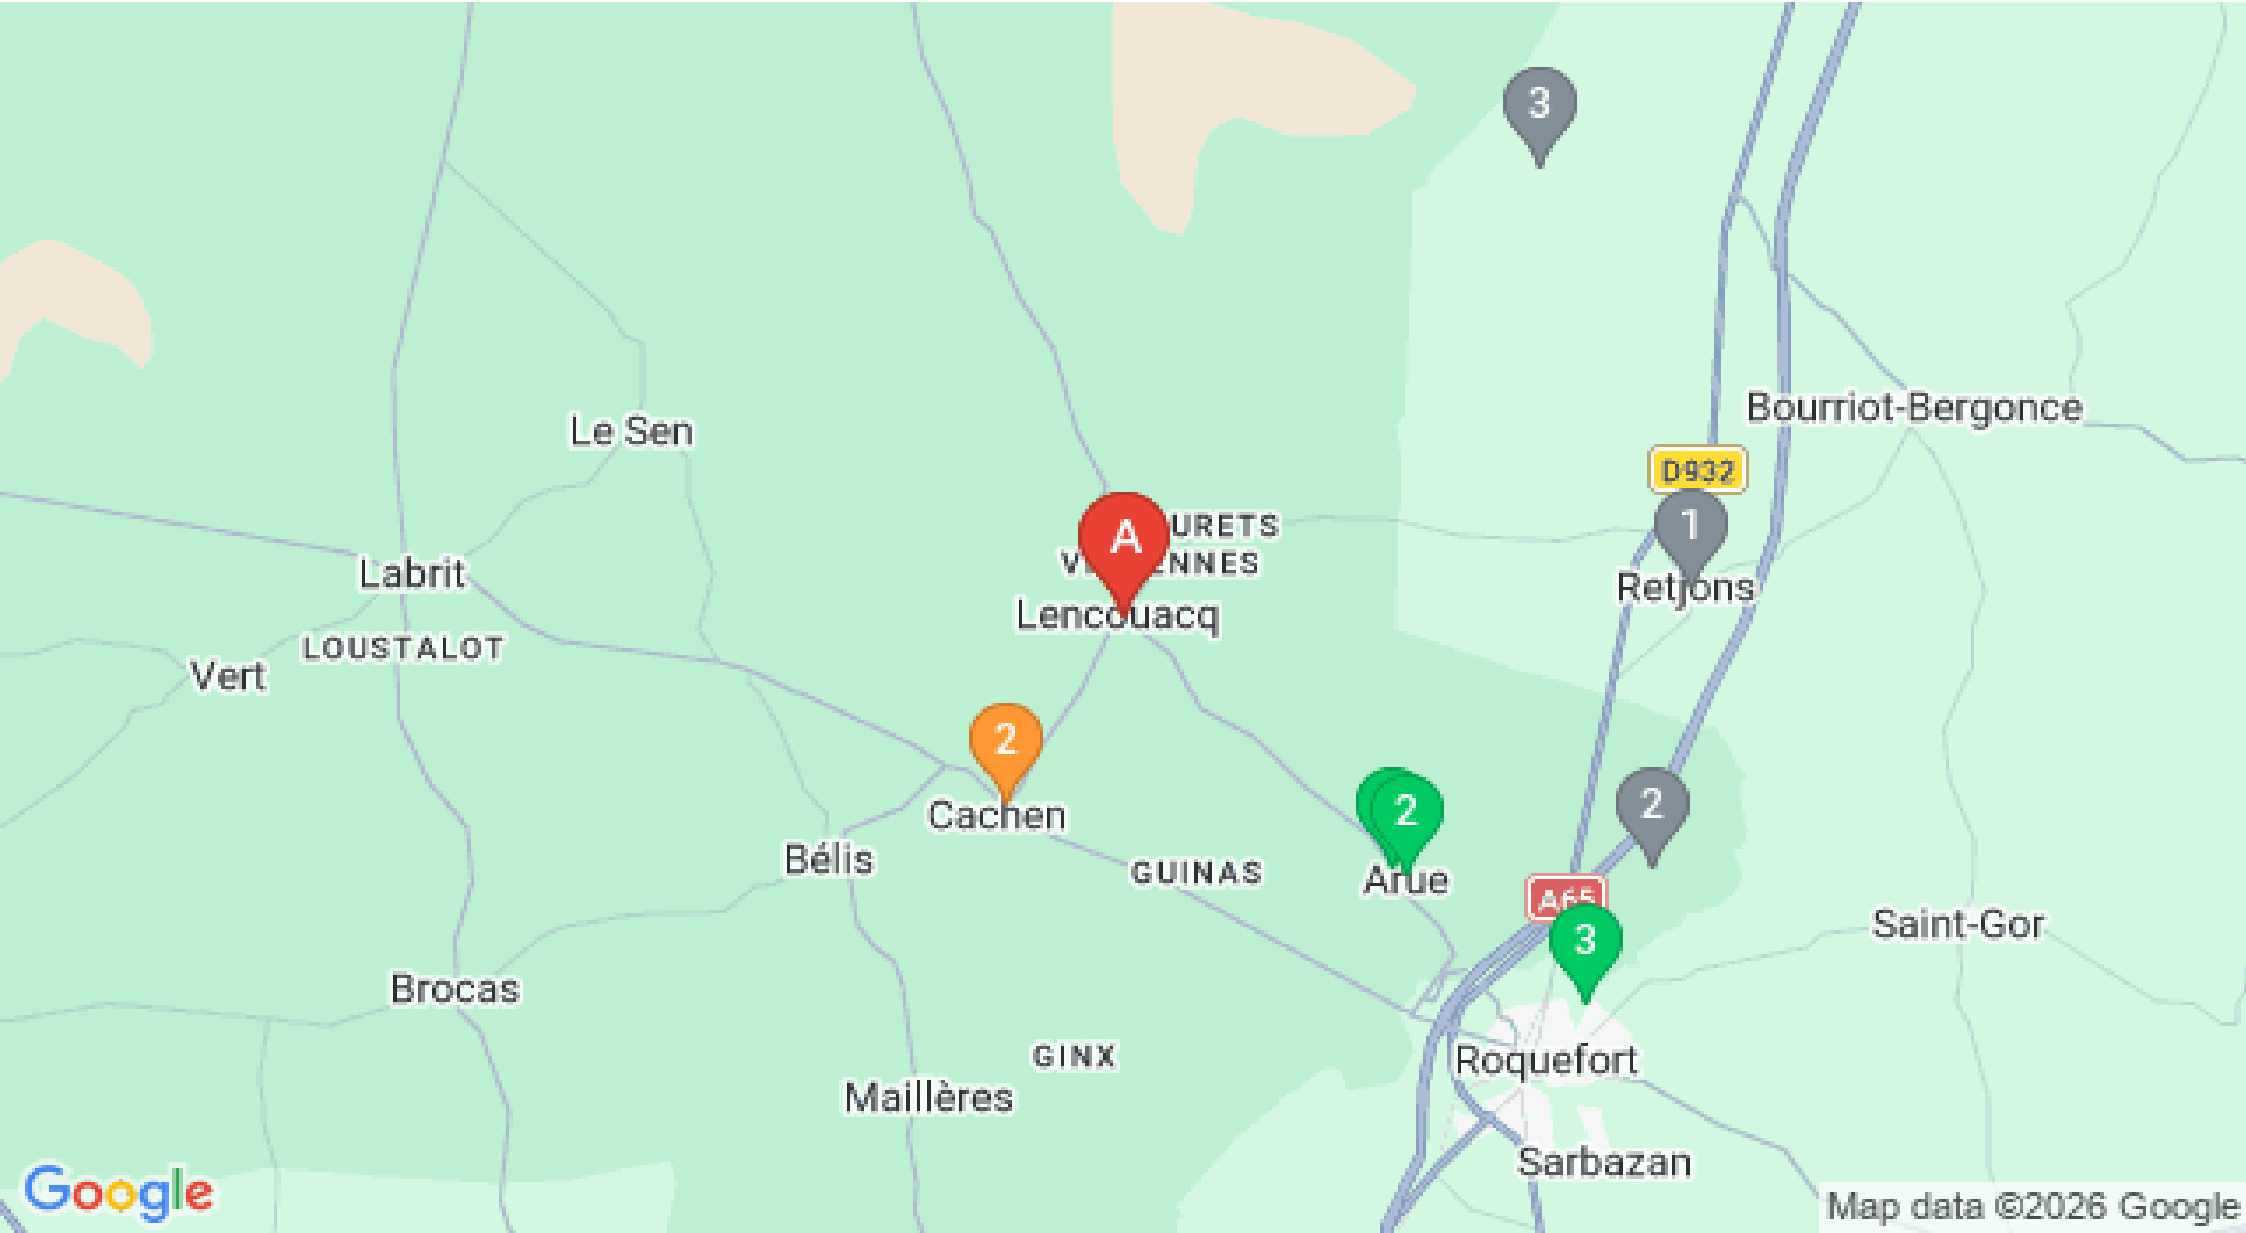 3
Bourriot-Bergonce
Le Sen
D932
1
A
URETS
ENNES
Labrit
Retjons
Lencouacq
LOUSTALOT
Vert
2
Cachen
2
Arue
2
Bélis
GUINAS
A65
3
Saint-Gor
Brocas
GINX
Roquefort
Maillères
Sarbazan
Google
Map data ©2026 Google